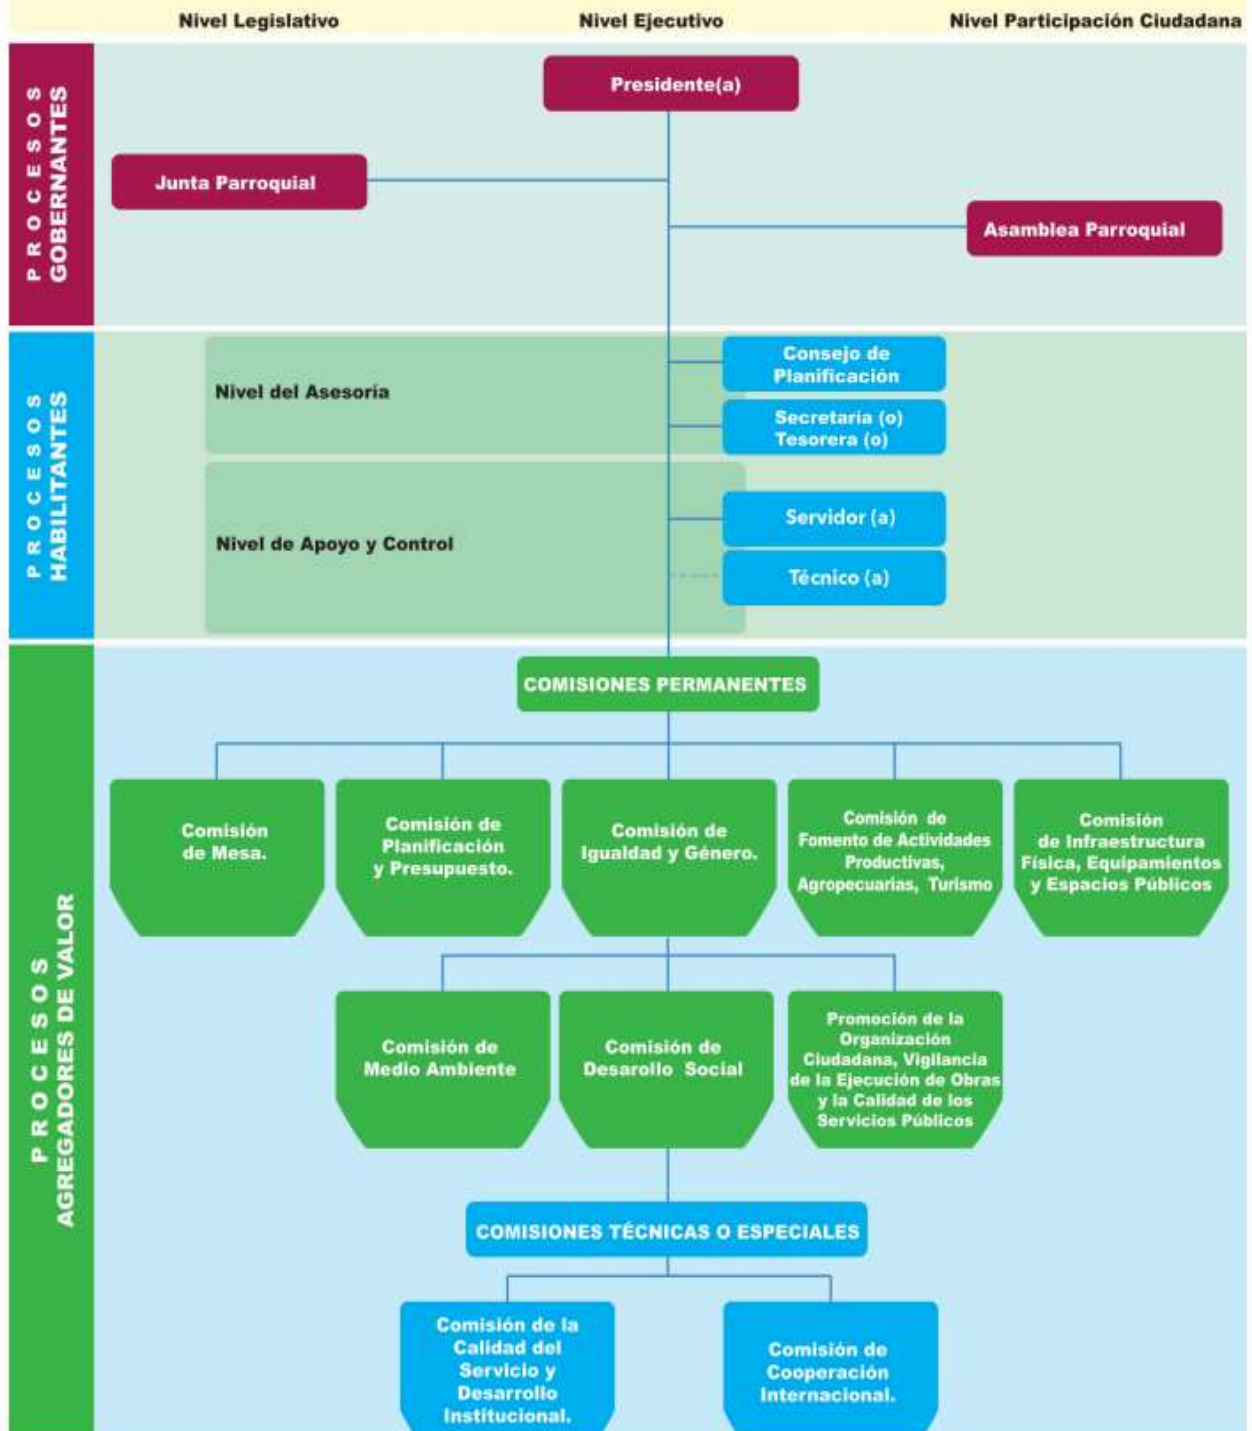 Nivel Legislativo
Nivel Ejecutivo
Nivel Participación Ciudadana
PROCESOS
GOBERNANTES
Presidente(a)
Junta Parroquial
Asamblea Parroquial
PROCESOS
HABILITANTES
Nivel del Asesoría
Consejo de
Planificación
Secretaría (o)
Tesorera (o)
Nivel de Apoyo y Control
Servidor (a)
Técnico (a)
PROCESOS
AGREGADORES DE VALOR
COMISIONES PERMANENTES
Comisión
de Mesa.
Comisión de
Planificación
y Presupuesto.
Comisión de
Igualdad y Género.
Comisión de
Fomento de Actividades
Productivas,
Agropecuarias, Turismo
Comisión
de Infraestructura
Física, Equipamientos
y Espacios Públicos
Comisión de
Medio Ambiente
Comisión de
Desarollo Social
Promoción de la
Organización
Ciudadana, Vigilancia
de la Ejecución de Obras
y la Calidad de los
Servicios Públicos
COMISIONES TÉCNICAS O ESPECIALES
Comisión de la
Calidad del
Servicio y
Desarrollo
Institucional.
Comisión de
Cooperación
Internacional.